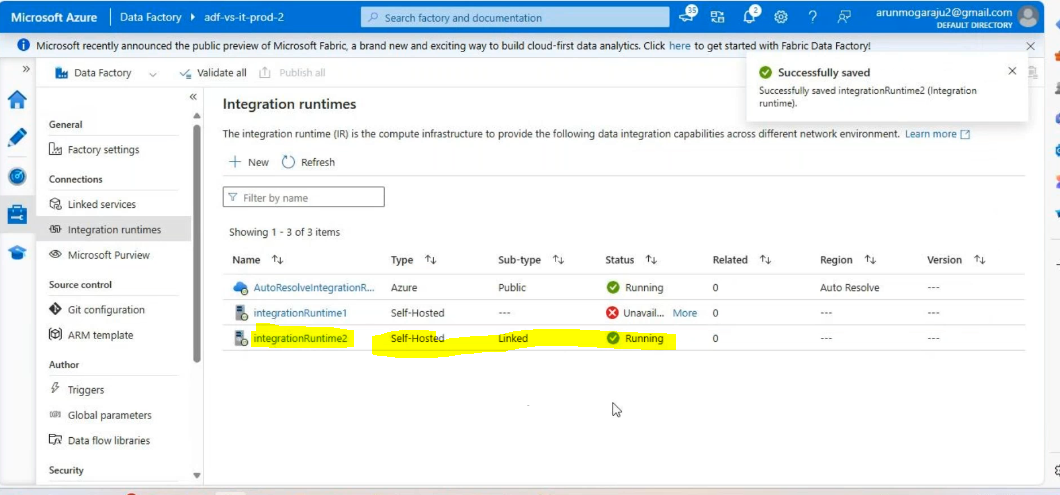 Microsoft Azure
Data Factory
adf-vs-it-prod-2
Search factory and documentation
35
2
arunmogaraju2@gmail.com
DEFAULT DIRECTORY
Microsoft recently announced the public preview of Microsoft Fabric, a brand new and exciting way to build cloud-first data analytics. Click here to get started with Fabric Data Factory!
Data Factory
Validate all
Publish all
Successfully saved
Successfully saved integrationRuntime2 (Integration
runtime).
General
Factory settings
Connections
Linked services
Integration runtimes
Microsoft Purview
Source control
Git configuration
ARM template
Author
Triggers
Global parameters
Data flow libraries
Security
Integration runtimes
The integration runtime (IR) is the compute infrastructure to provide the following data integration capabilities across different network environment. Learn more
New
Refresh
Filter by name
Showing 1 - 3 of 3 items
Name Type Sub-type Status Related Region Version
AutoResolveIntegrationR... Azure Public Running 0 Auto Resolve ---
integrationRuntime1 Self-Hosted --- Unavail... More 0 --- ---
integrationRuntime2 Self-Hosted Linked Running 0 --- ---